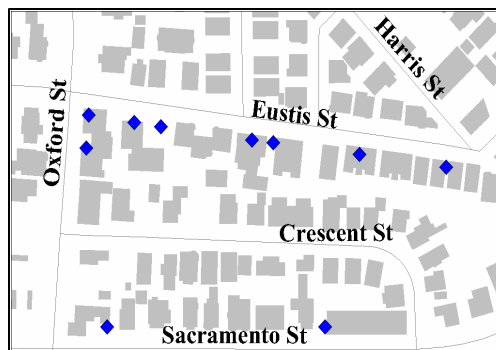 Harris St
Eustis St
Oxford St
Crescent St
Sacramento St